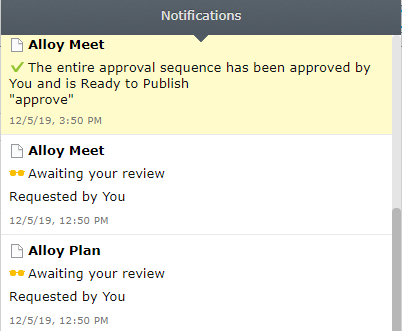 Notifications
Alloy Meet
The entire approval sequence has been approved by
You and is Ready to Publish
"approve"
12/5/19, 3:50 PM
Alloy Meet
Awaiting your review
Requested by You
12/5/19, 12:50 PM
Alloy Plan
Awaiting your review
Requested by You
12/5/19, 12:50 PM